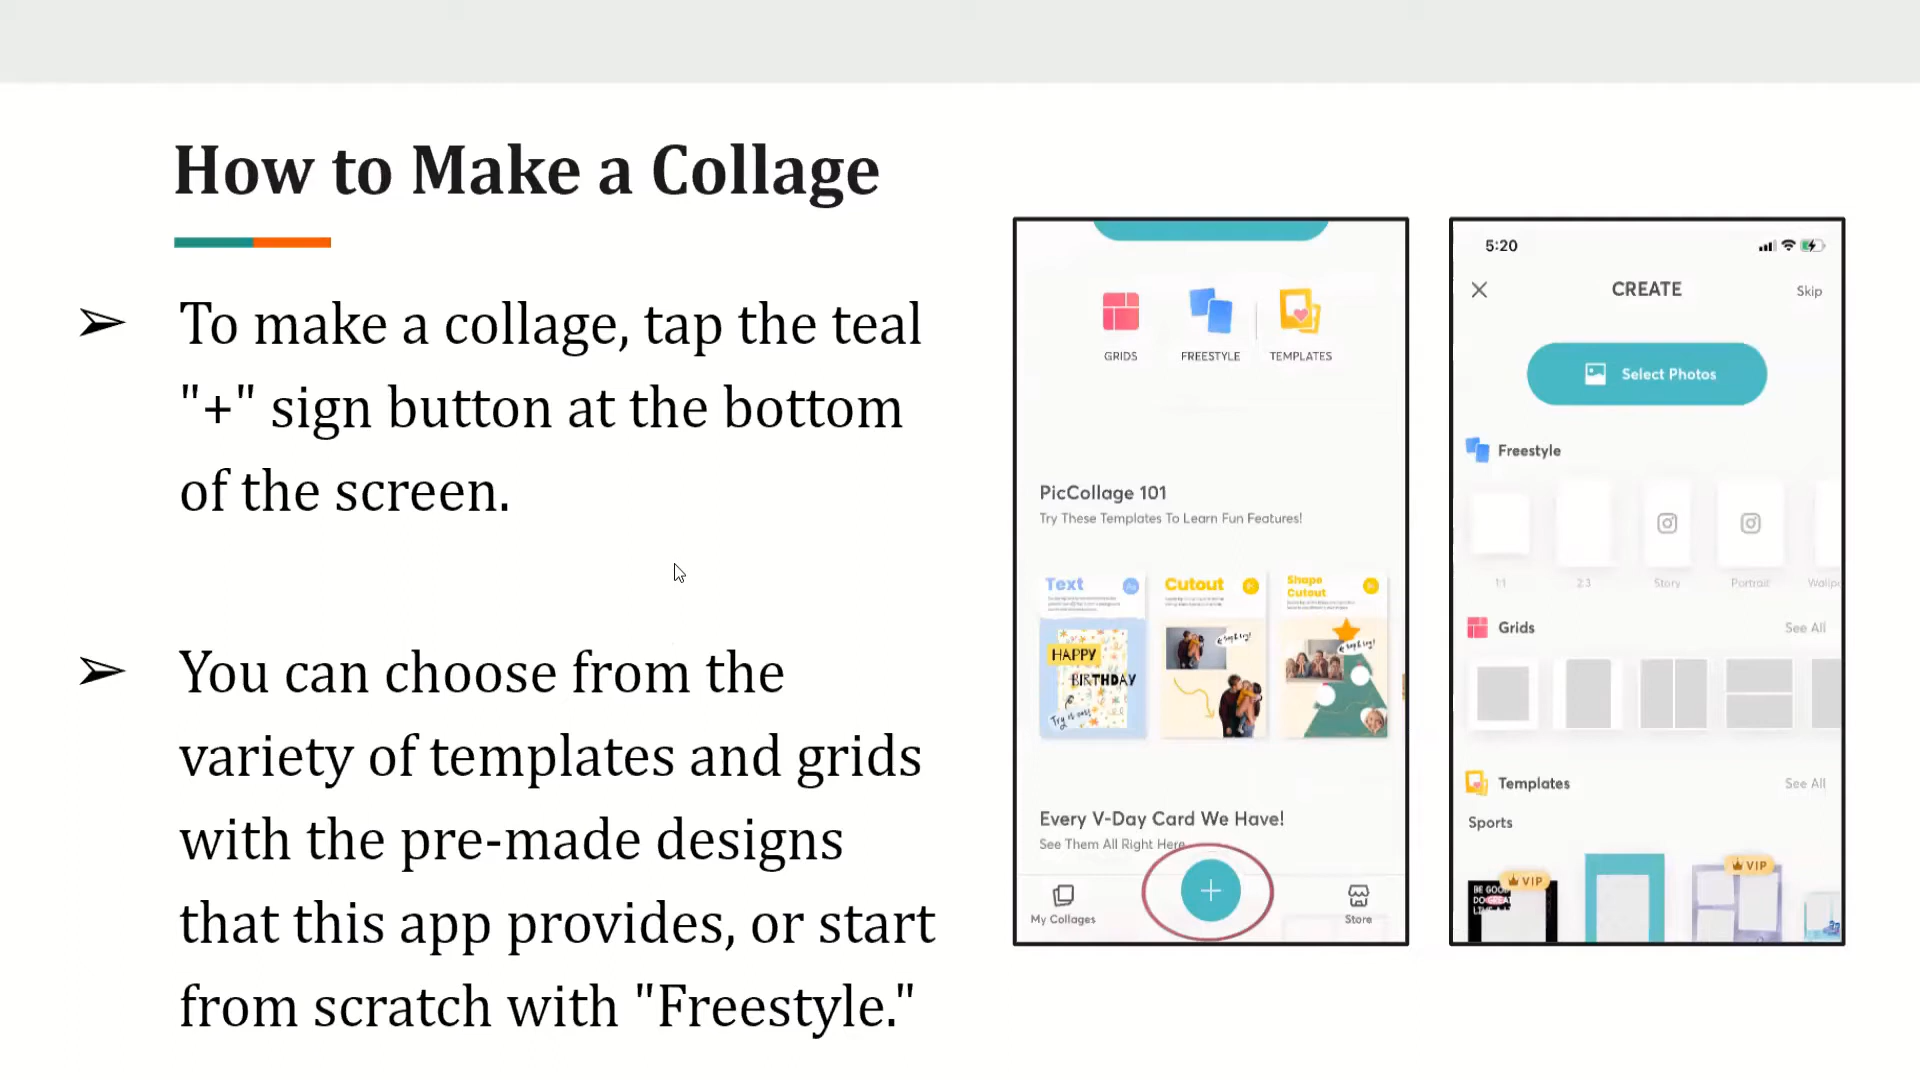 How to Make a Collage
➢ To make a collage, tap the teal
"+" sign button at the bottom
of the screen.
➢ You can choose from the
variety of templates and grids
with the pre-made designs
that this app provides, or start
from scratch with "Freestyle."
GRIDS FREESTYLE TEMPLATES
PicCollage 101
Try These Templates To Learn Fun Features!
Text Cutout Shape
Cutout
HAPPY
BIRTHDAY
Every V-Day Card We Have!
See Them All Right Here
+
My Collages Store
5:20
CREATE Skip
Select Photos
Freestyle
1:1 2:3 Story Portrait
Grids See All
Templates See All
Sports
VIP VIP